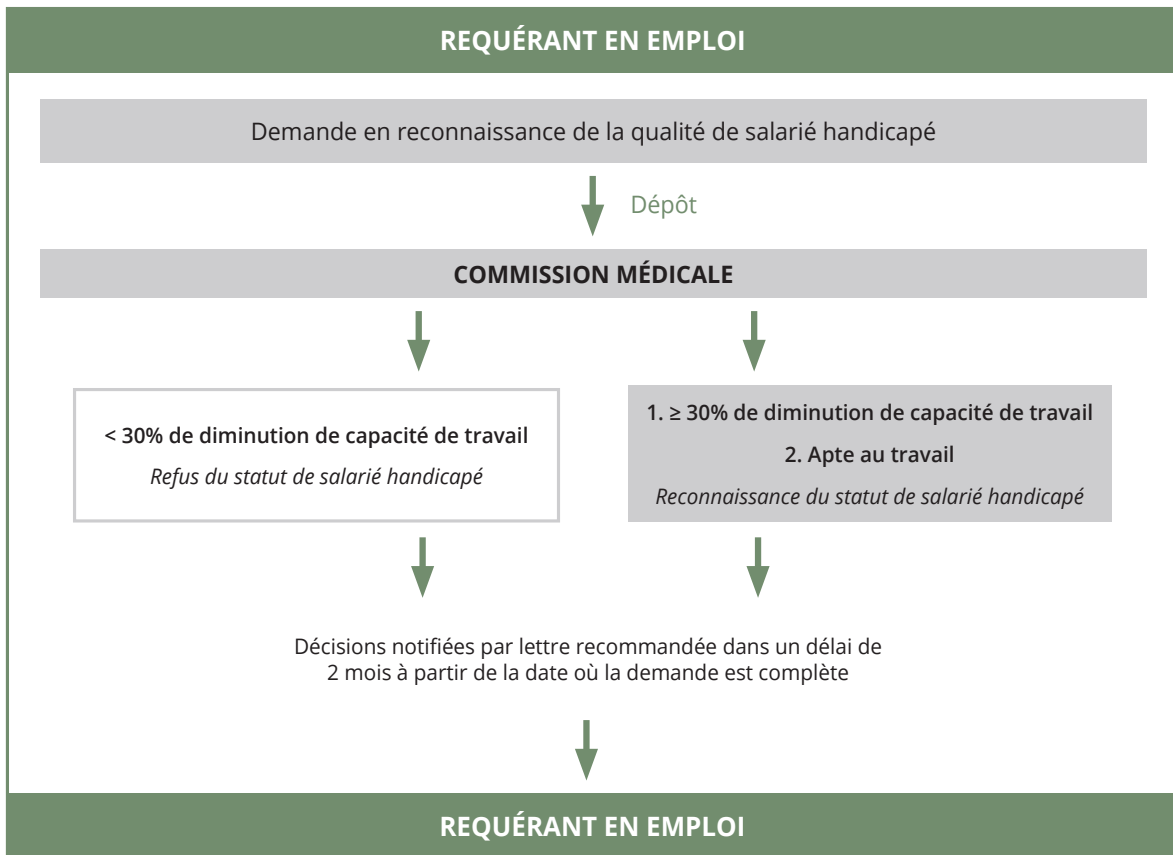 REQUÉRANT EN EMPLOI
Demande en reconnaissance de la qualité de salarié handicapé
Dépôt
COMMISSION MÉDICALE
< 30% de diminution de capacité de travail
Refus du statut de salarié handicapé
1. ≥ 30% de diminution de capacité de travail
2. Apte au travail
Reconnaissance du statut de salarié handicapé
Décisions notifiées par lettre recommandée dans un délai de
2 mois à partir de la date où la demande est complète
REQUÉRANT EN EMPLOI